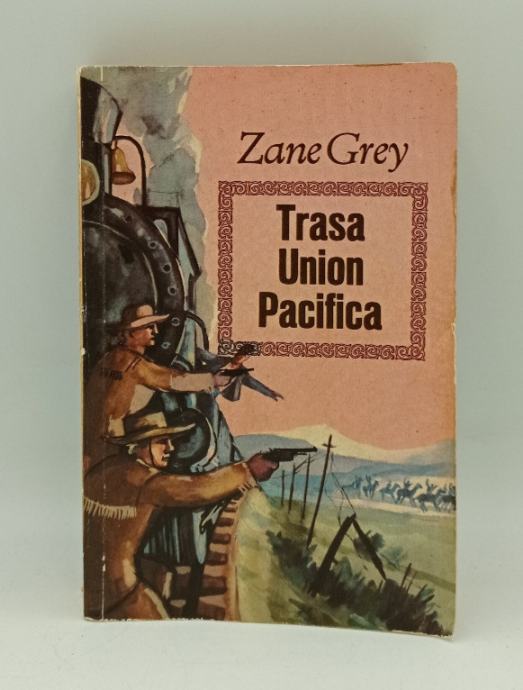 Zane Grey
Trasa
Union
Pacifica